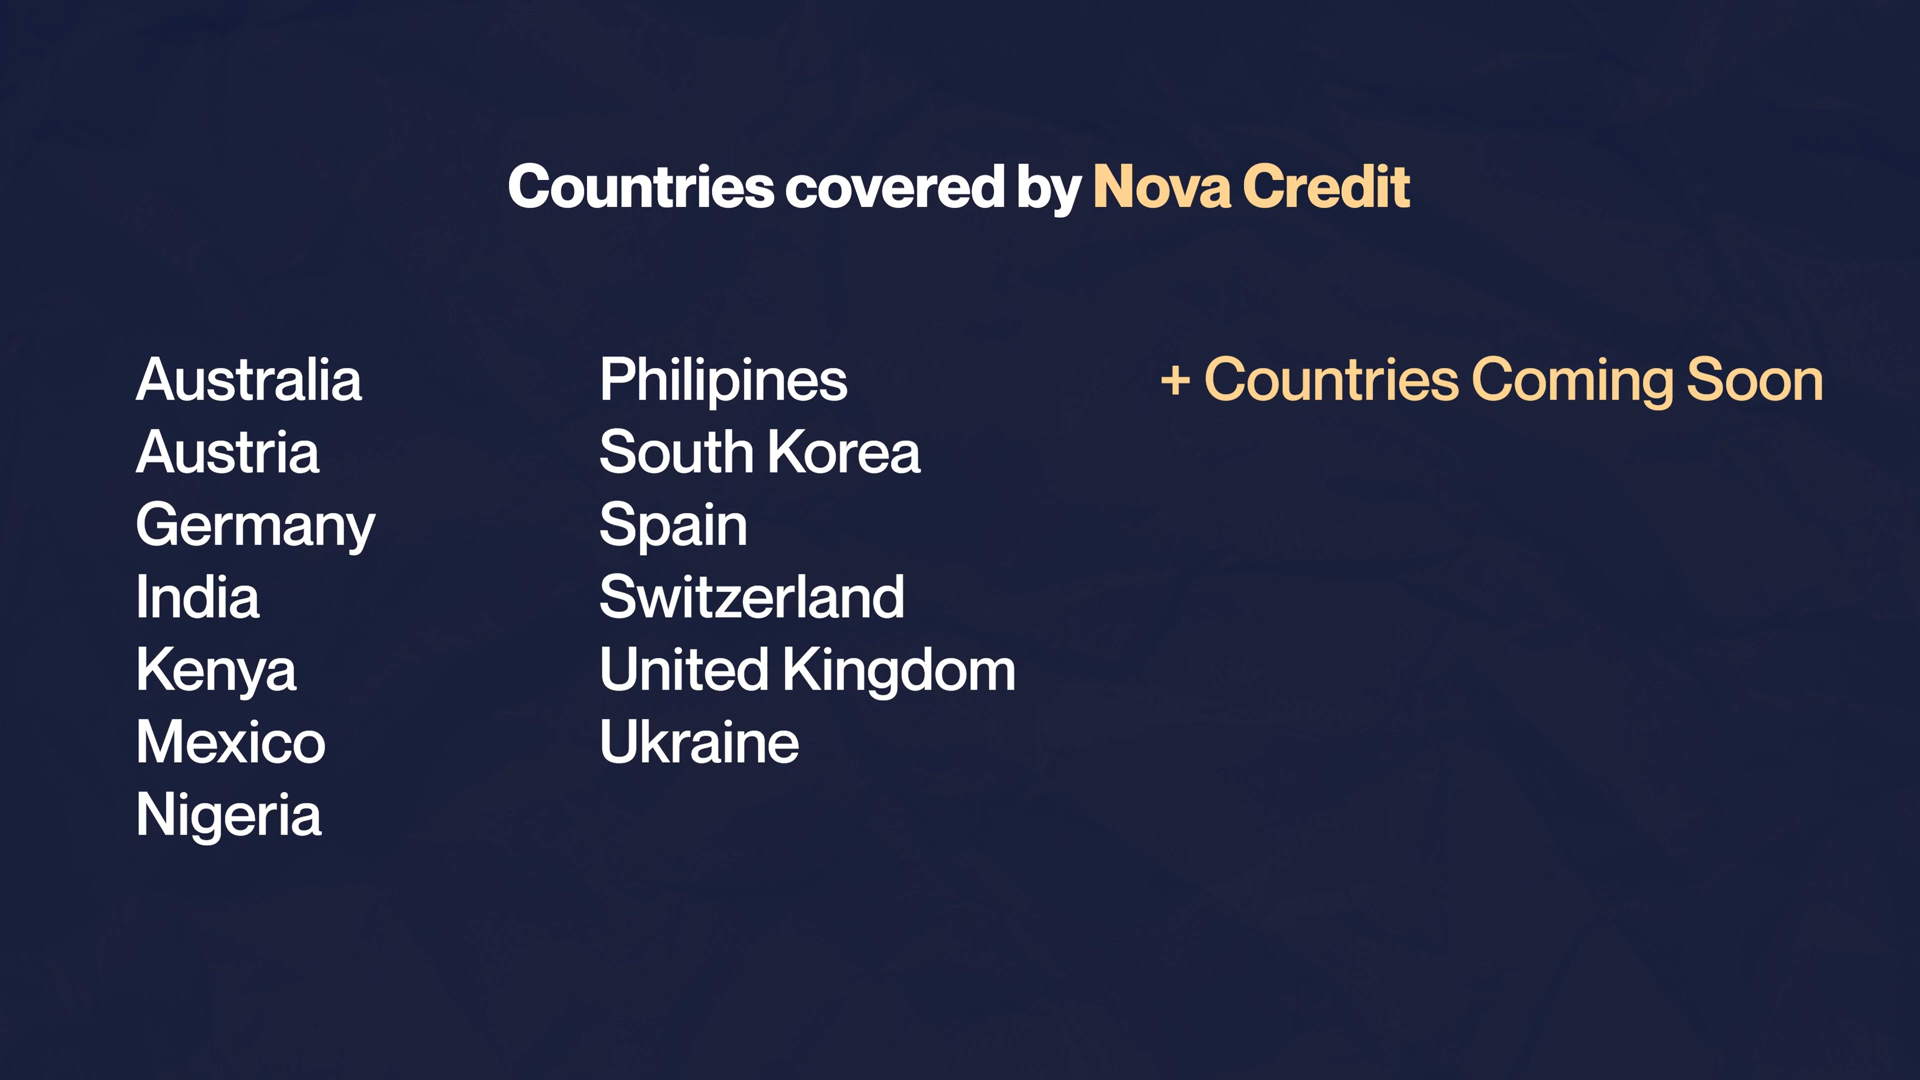 Countries covered by Nova Credit
Australia
Austria
Germany
India
Kenya
Mexico
Nigeria
Philipines
South Korea
Spain
Switzerland
United Kingdom
Ukraine
+ Countries Coming Soon